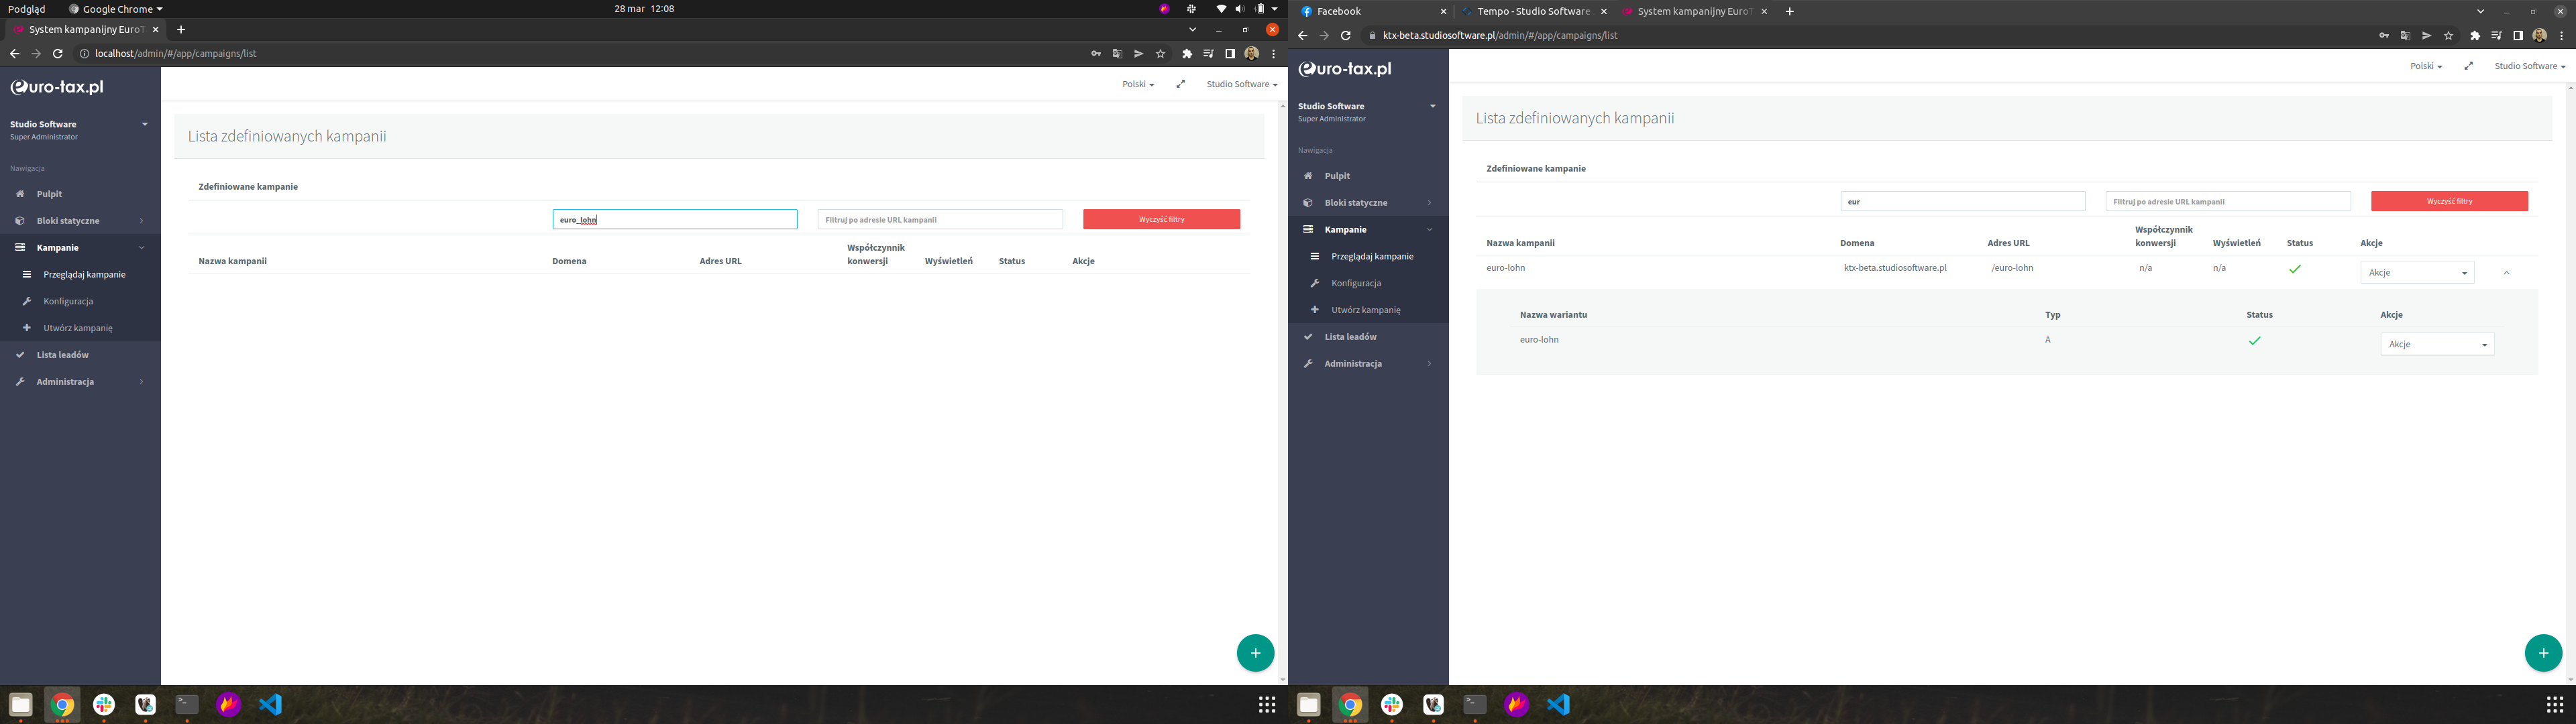 Podgląd
Google Chrome
28 mar 12:08
System kampanijny EuroT
localhost/admin/#/app/campaigns/list
euro-tax.pl
Polski
Studio Software
Studio Software
Super Administrator
Lista zdefiniowanych kampanii
Nawigacja
Pulpit
Bloki statyczne
Kampanie
Przeglądaj kampanie
Konfiguracja
Utwórz kampanię
Lista leadów
Administracja
Zdefiniowane kampanie
euro_lohn
Filtruj po adresie URL kampanii
Wyczyść filtry
Nazwa kampanii
Domena
Adres URL
Współczynnik
konwersji
Wyświetleń
Status
Akcje
Facebook
Tempo - Studio Software
System kampanijny EuroT
ktx-beta.studiosoftware.pl/admin/#/app/campaigns/list
euro-tax.pl
Polski
Studio Software
Studio Software
Super Administrator
Lista zdefiniowanych kampanii
Nawigacja
Pulpit
Bloki statyczne
Kampanie
Przeglądaj kampanie
Konfiguracja
Utwórz kampanię
Lista leadów
Administracja
Zdefiniowane kampanie
eur
Filtruj po adresie URL kampanii
Wyczyść filtry
Nazwa kampanii
Domena
Adres URL
Współczynnik
konwersji
Wyświetleń
Status
Akcje
euro-lohn
ktx-beta.studiosoftware.pl
/euro-lohn
n/a
n/a
Akcje
Nazwa wariantu
Typ
Status
Akcje
euro-lohn
A
Akcje